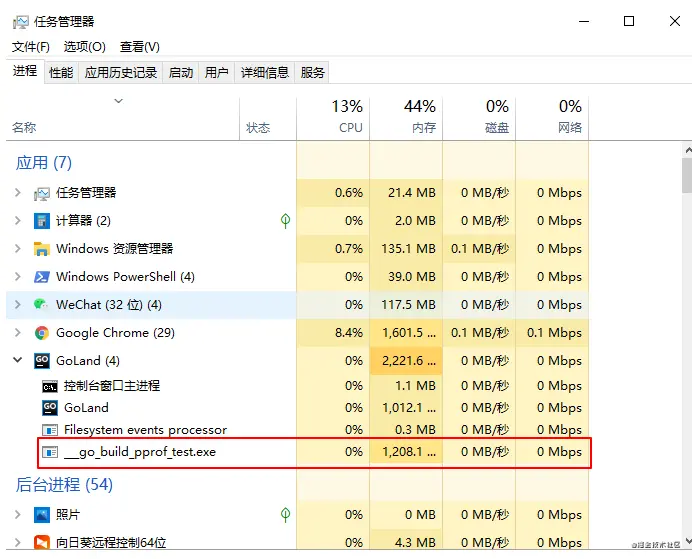 任务管理器
文件(F) 选项(O) 查看(V)
进程 性能 应用历史记录 启动 用户 详细信息 服务
13% 44% 0% 0%
名称 状态 CPU 内存 磁盘 网络
应用 (7)
任务管理器 0.6% 21.4 MB 0 MB/秒 0 Mbps
计算器 (2) 0% 2.0 MB 0 MB/秒 0 Mbps
Windows 资源管理器 0.7% 135.1 MB 0.1 MB/秒 0 Mbps
Windows PowerShell (4) 0% 39.0 MB 0 MB/秒 0 Mbps
WeChat (32 位) (4) 0% 117.5 MB 0 MB/秒 0 Mbps
Google Chrome (29) 8.4% 1,601.5 ... 0.1 MB/秒 0.1 Mbps
GO GoLand (4) 0% 2,221.6 ... 0 MB/秒 0 Mbps
C:\. 控制台窗口主进程 0% 1.1 MB 0 MB/秒 0 Mbps
GO GoLand 0% 1,012.1 ... 0 MB/秒 0 Mbps
Filesystem events processor 0% 0.3 MB 0 MB/秒 0 Mbps
__go_build_pprof_test.exe 0% 1,208.1 ... 0 MB/秒 0 Mbps
后台进程 (54)
照片 0% 0 MB 0 MB/秒 0 Mbps
向日葵远程控制64位 0% 4.3 MB 0 MB/秒 0 Mbps
@掘金技术社区